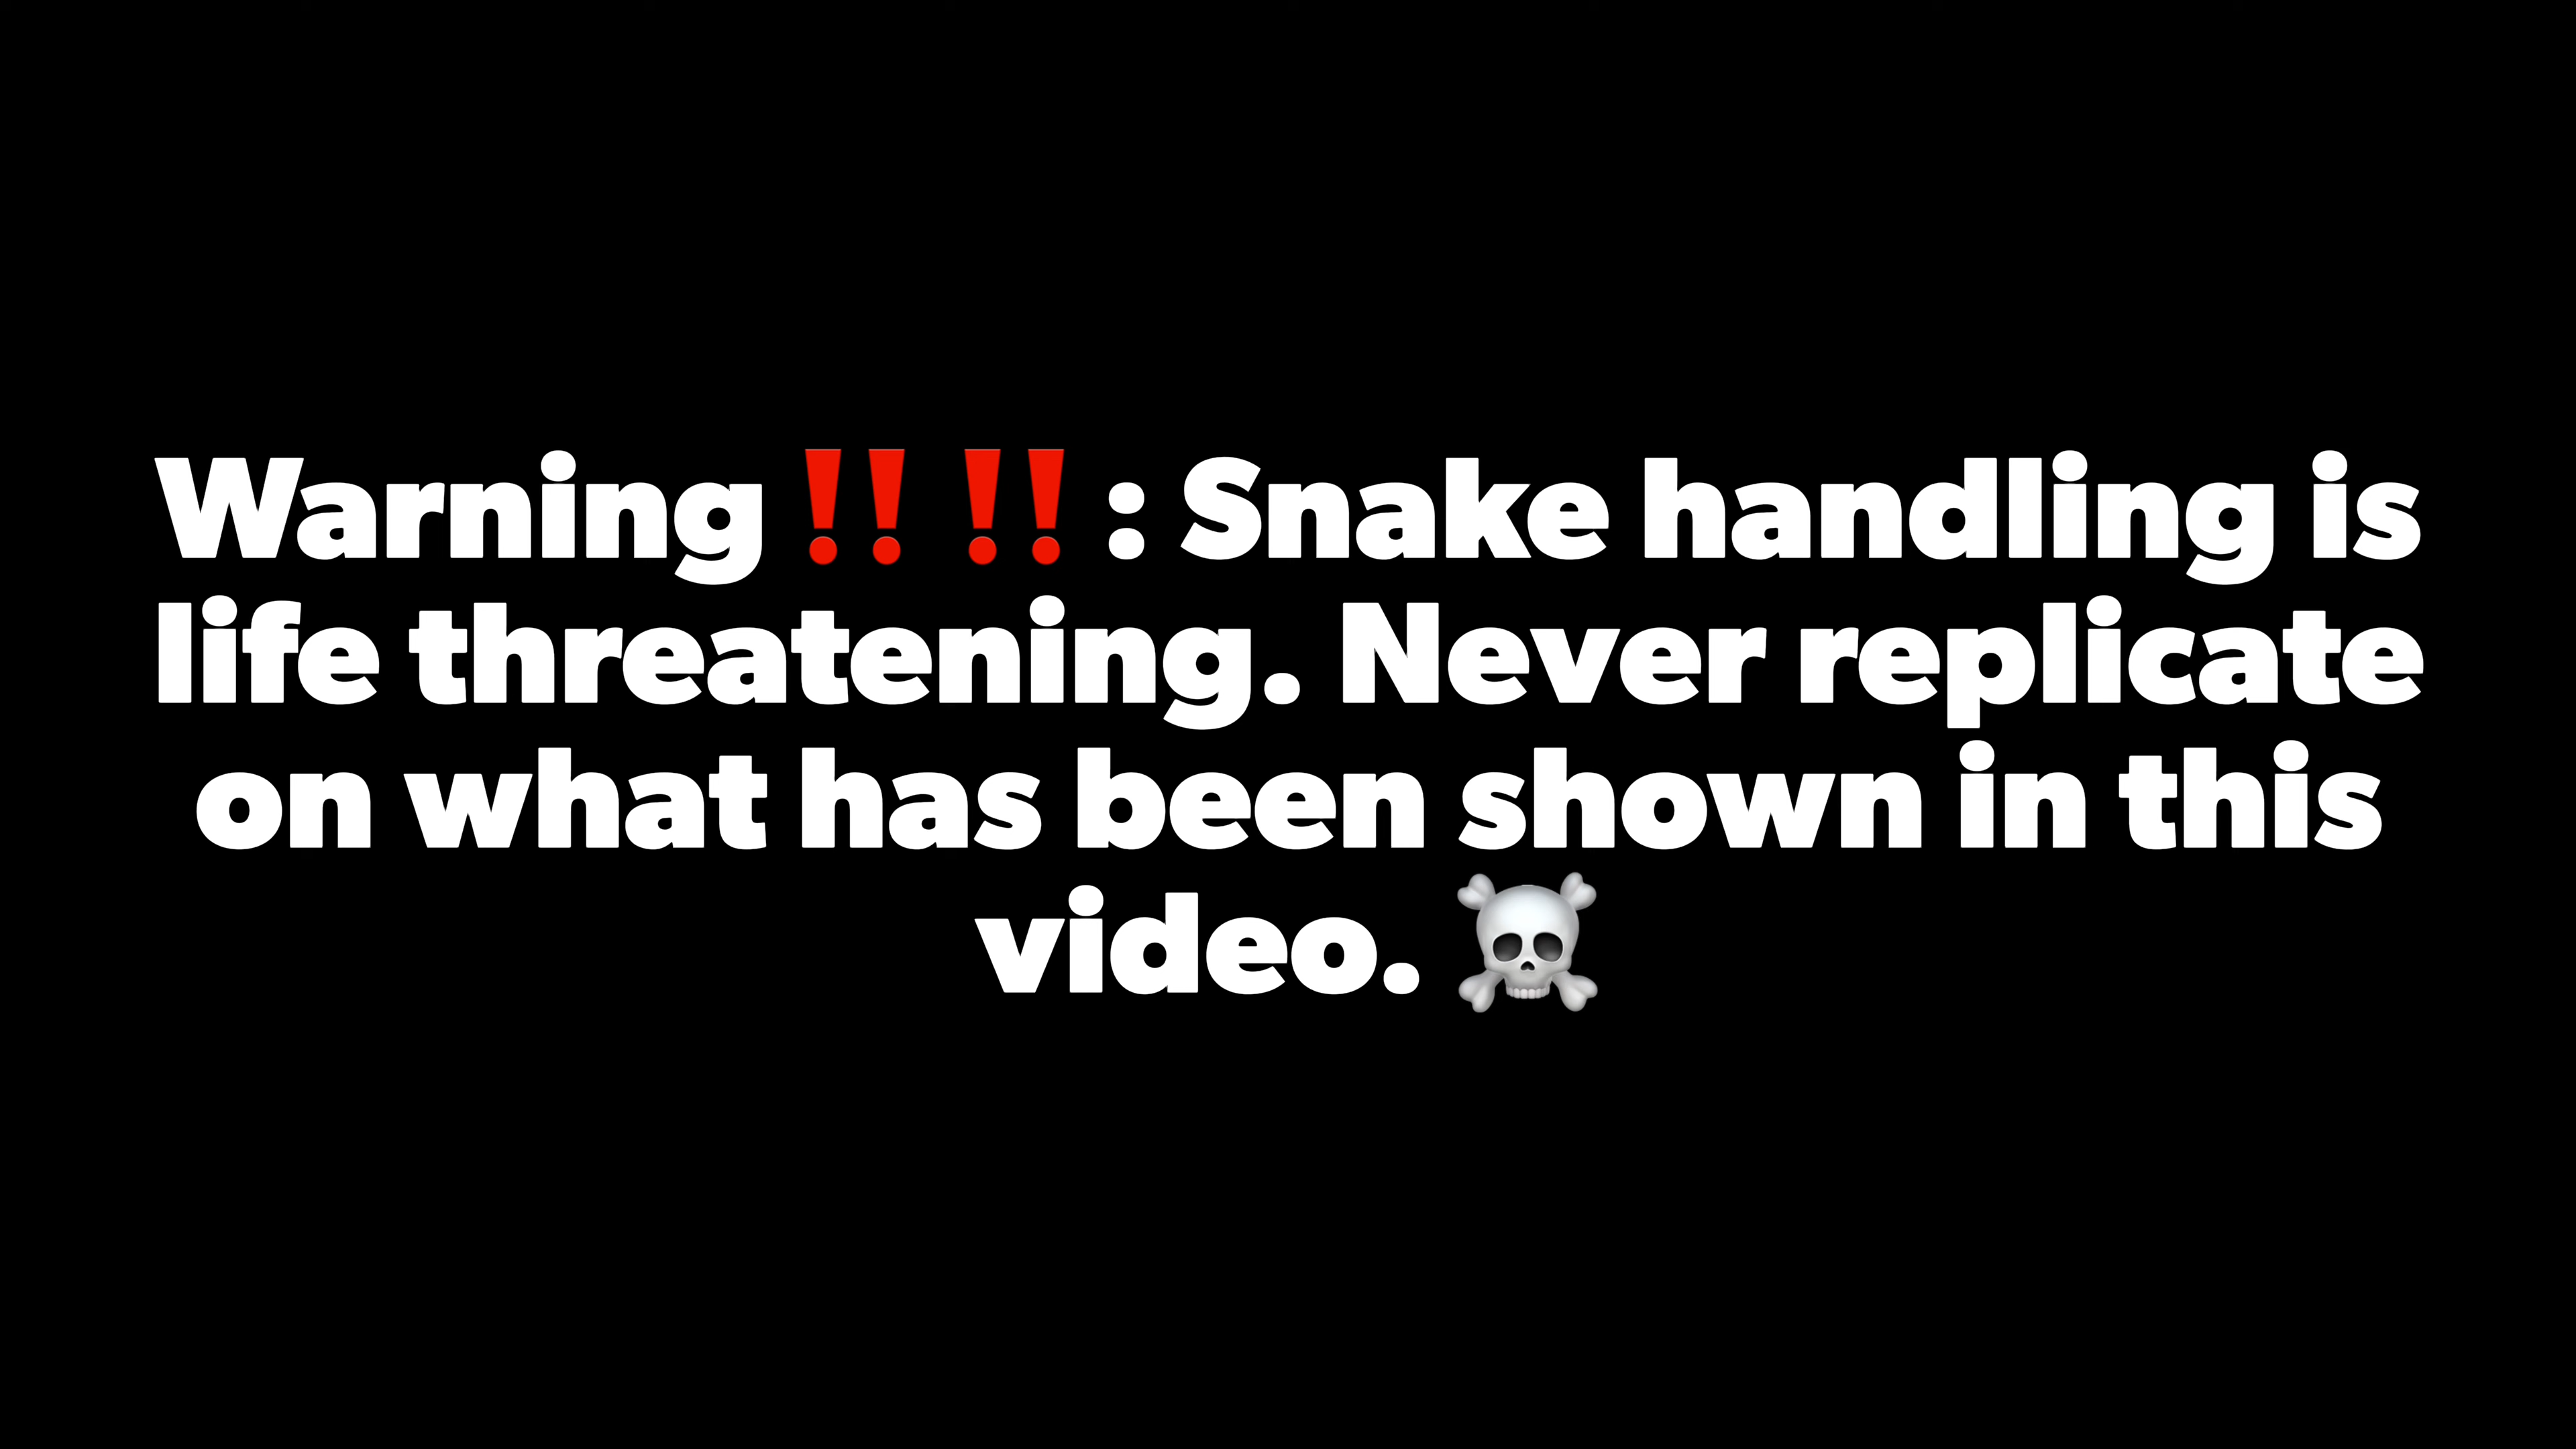 Warning‼️‼️: Snake handling is
life threatening. Never replicate
on what has been shown in this
video. ☠️